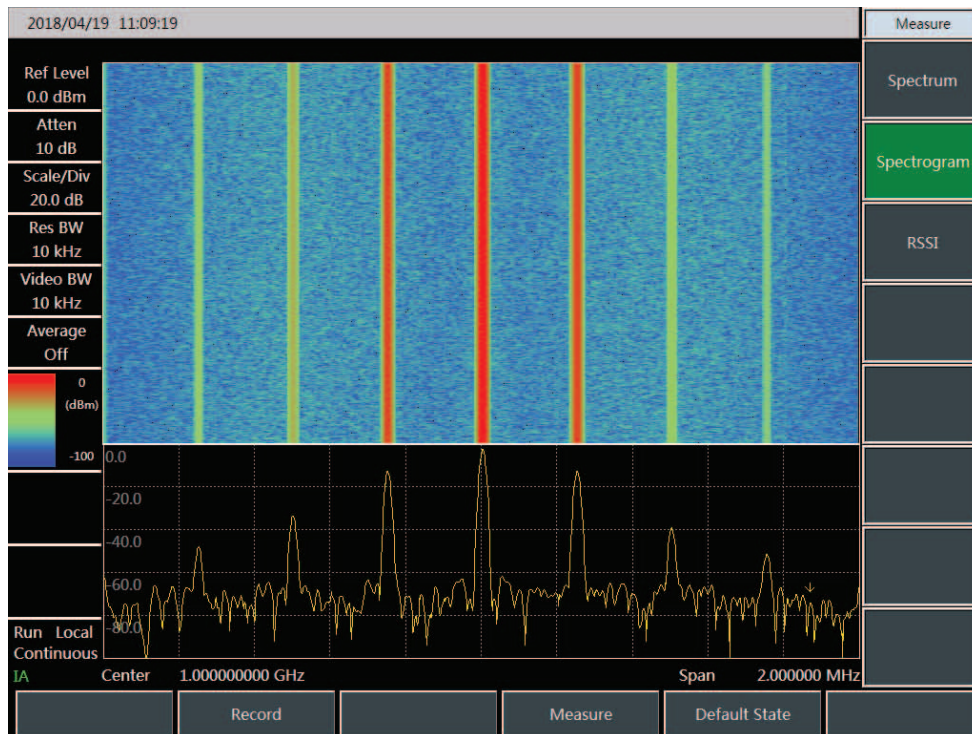 2018/04/19 11:09:19
Measure
Ref Level
0.0 dBm
Atten
10 dB
Scale/Div
20.0 dB
Res BW
10 kHz
Video BW
10 kHz
Average
Off
0
(dBm)
-100
Run Local
Continuous
IA
0.0
-20.0
-40.0
-60.0
-80.0
Center 1.000000000 GHz Span 2.000000 MHz
Spectrum
Spectrogram
RSSI
Record
Measure
Default State